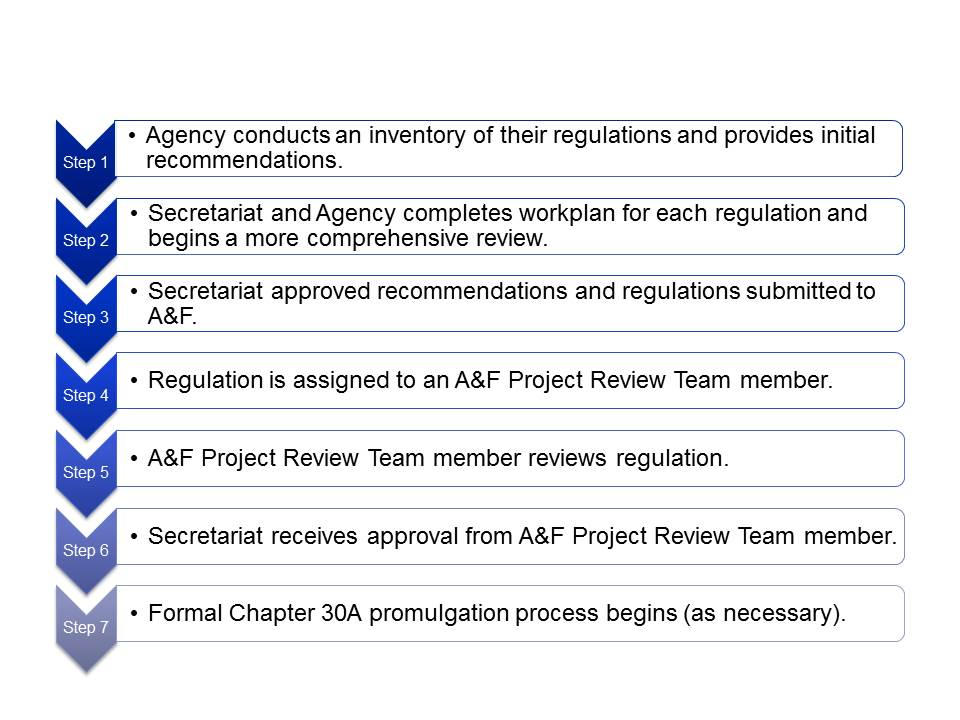 Step 1
• Agency conducts an inventory of their regulations and provides initial
recommendations.
Step 2
• Secretariat and Agency completes workplan for each regulation and
begins a more comprehensive review.
Step 3
• Secretariat approved recommendations and regulations submitted to
A&F.
Step 4
• Regulation is assigned to an A&F Project Review Team member.
Step 5
• A&F Project Review Team member reviews regulation.
Step 6
• Secretariat receives approval from A&F Project Review Team member.
Step 7
• Formal Chapter 30A promulgation process begins (as necessary).